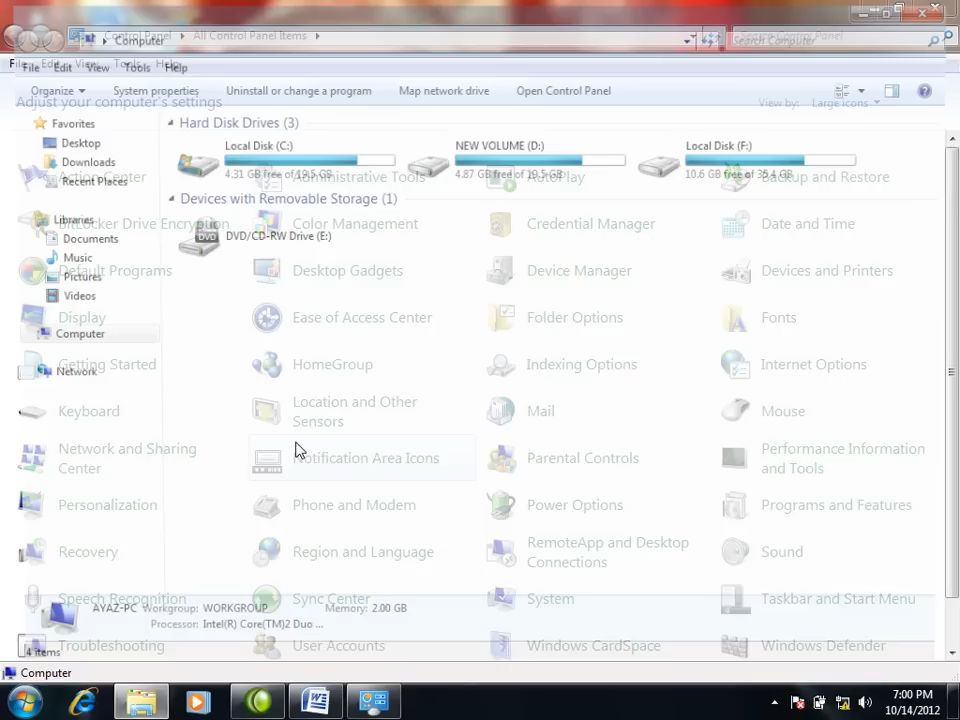 Control Panel ▸ All Control Panel Items ▸
Computer
Search Control Panel
Search Computer
File Edit View Tools Help
File Edit View Tools Help
Organize System properties Uninstall or change a program Map network drive Open Control Panel
Adjust your computer's settings
View by: Large icons
Favorites
Desktop
Downloads
Recent Places
Libraries
Documents
Music
Pictures
Videos
Computer
Network
Hard Disk Drives (3)
Local Disk (C:)
4.31 GB free of 19.5 GB
NEW VOLUME (D:)
4.87 GB free of 19.5 GB
Local Disk (F:)
10.6 GB free of 35.4 GB
Devices with Removable Storage (1)
DVD/CD-RW Drive (E:)
DVD
Action Center
Administrative Tools
AutoPlay
Backup and Restore
BitLocker Drive Encryption
Color Management
Credential Manager
Date and Time
Default Programs
Desktop Gadgets
Device Manager
Devices and Printers
Display
Ease of Access Center
Folder Options
Fonts
Getting Started
HomeGroup
Indexing Options
Internet Options
Keyboard
Location and Other
Sensors
Mail
Mouse
Network and Sharing
Center
Notification Area Icons
Parental Controls
Performance Information
and Tools
Personalization
Phone and Modem
Power Options
Programs and Features
Recovery
Region and Language
RemoteApp and Desktop
Connections
Sound
Speech Recognition
Sync Center
System
Taskbar and Start Menu
Troubleshooting
User Accounts
Windows CardSpace
Windows Defender
AYAZ-PC Workgroup: WORKGROUP Memory: 2.00 GB
Processor: Intel(R) Core(TM)2 Duo ...
4 items
Computer
7:00 PM
10/14/2012